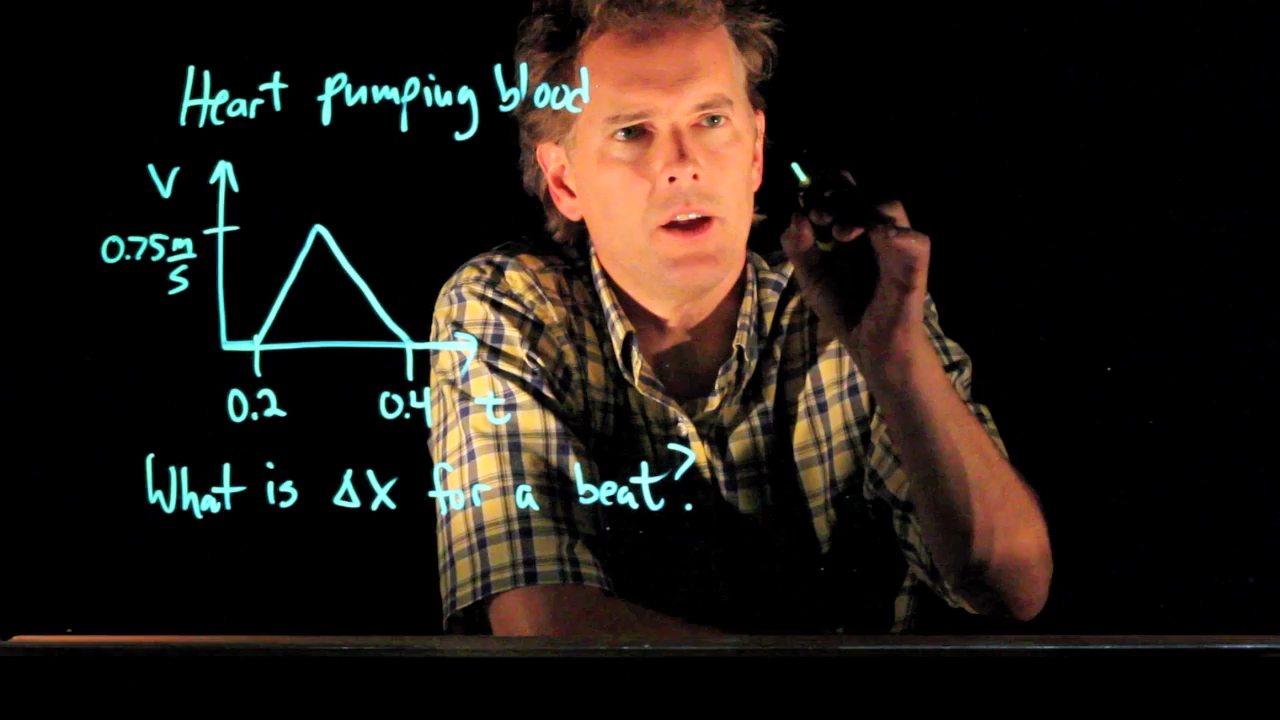 Heart pumping blood
V
0.75 m/s
0.2 0.4 t
What is Δx for a beat?